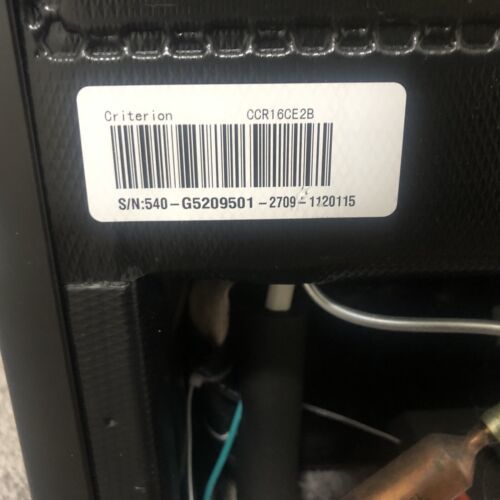 Criterion CCR16CE2B
S/N:540-G5209501-2709-1120115